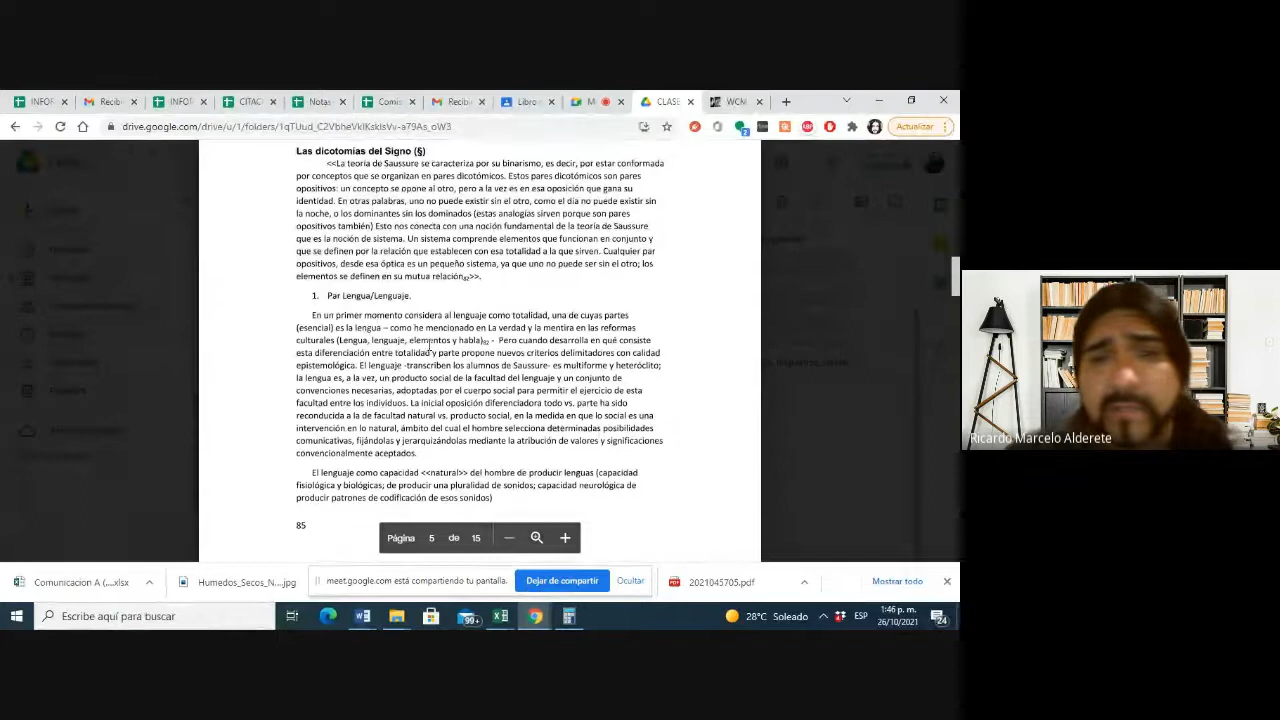 INFOR
Recibi
INFOR
CITAC
Notas
Comis
Recibi
Libro
M
CLASE
WCNI
drive.google.com/drive/u/1/folders/
Actualizar
Las dicotomías del Signo (§)
<<La teoría de Saussure se caracteriza por su binarismo, es decir, por estar conformada
por conceptos que se organizan en pares dicotómicos. Estos pares dicotómicos son pares
opositivos: un concepto se opone al otro, pero a la vez es en esa oposición que gana su
identidad. En otras palabras, uno no puede existir sin el otro, como el día no puede existir sin
la noche, o los dominantes sin los dominados (estas analogías sirven porque son pares
opositivos también) Esto nos conecta con una noción fundamental de la teoría de Saussure
que es la noción de sistema. Un sistema comprende elementos que funcionan en conjunto y
que se definen por la relación que establecen con esa totalidad a la que sirven. Cualquier par
opositivos, desde esa óptica es un pequeño sistema, ya que uno no puede ser sin el otro; los
elementos se definen en su mutua relación82>>.
1. Par Lengua/Lenguaje.
En un primer momento considera al lenguaje como totalidad, una de cuyas partes
(esencial) es la lengua – como he mencionado en La verdad y la mentira en las reformas
culturales (Lengua, lenguaje, elementos y habla)82 - Pero cuando desarrolla en qué consiste
esta diferenciación entre totalidad y parte propone nuevos criterios delimitadores con calidad
epistemológica. El lenguaje -transcriben los alumnos de Saussure- es multiforme y heteróclito;
la lengua es, a la vez, un producto social de la facultad del lenguaje y un conjunto de
convenciones necesarias, adoptadas por el cuerpo social para permitir el ejercicio de esta
facultad entre los individuos. La inicial oposición diferenciadora todo vs. parte ha sido
reconducida a la de facultad natural vs. producto social, en la medida en que lo social es una
intervención en lo natural, ámbito del cual el hombre selecciona determinadas posibilidades
comunicativas, fijándolas y jerarquizándolas mediante la atribución de valores y significaciones
convencionalmente aceptados.
El lenguaje como capacidad <<natural>> del hombre de producir lenguas (capacidad
fisiológica y biológicas; de producir una pluralidad de sonidos; capacidad neurológica de
producir patrones de codificación de esos sonidos)
85
Página 5 de 15
Ricardo Marcelo Alderete
Comunicacion A (....xlsx
Humedos_Secos_N....jpg
meet.google.com está compartiendo tu pantalla.
Dejar de compartir
Ocultar
2021045705.pdf
Mostrar todo
Escribe aquí para buscar
99+
28°C Soleado
ESP
1:46 p. m.
26/10/2021
24